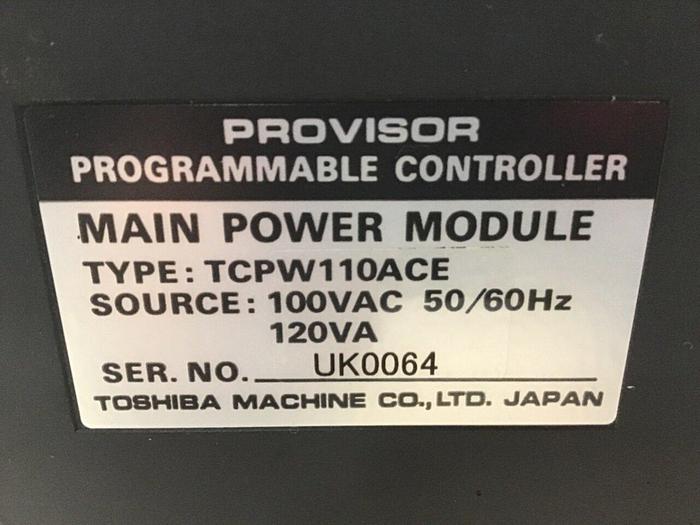 PROVISOR
PROGRAMMABLE CONTROLLER
MAIN POWER MODULE
TYPE: TCPW110ACE
SOURCE: 100VAC 50/60Hz
120VA
SER. NO. UK0064
TOSHIBA MACHINE CO., LTD. JAPAN